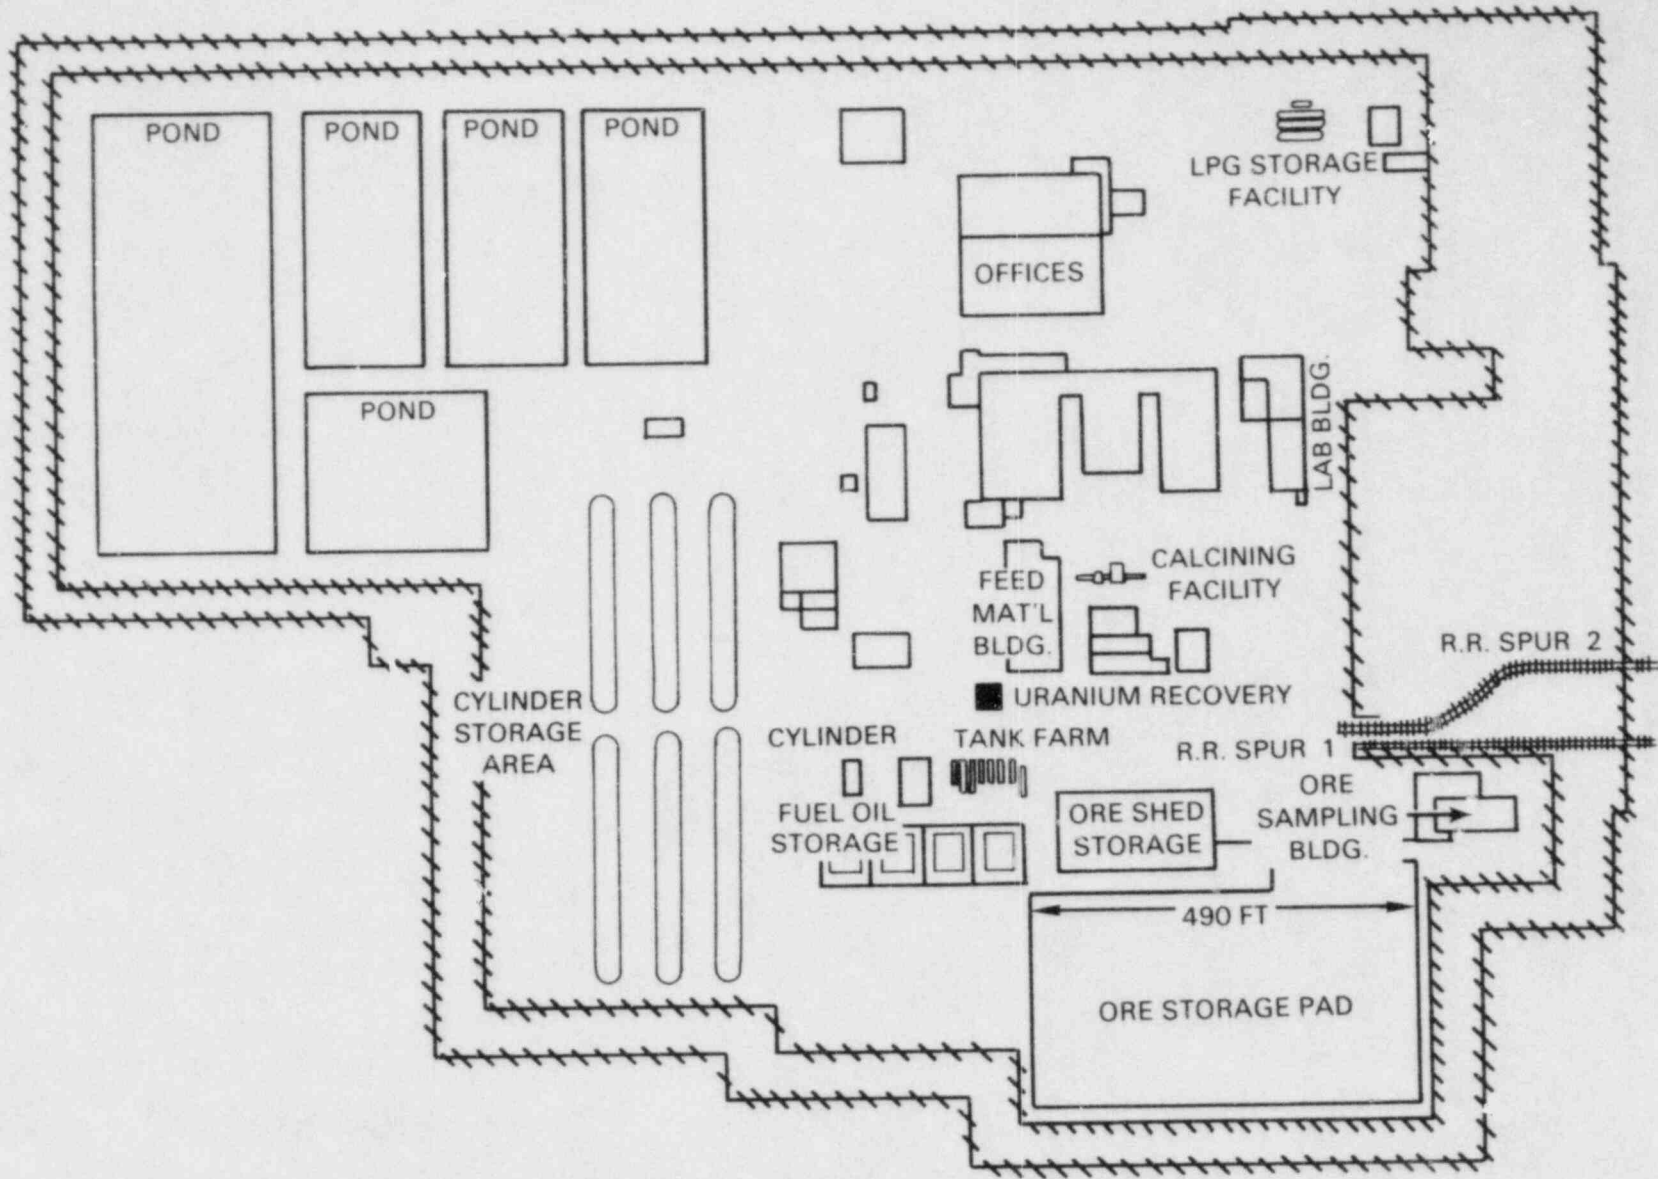 POND
POND
POND
POND
LPG STORAGE
FACILITY
OFFICES
POND
LAB BLDG.
CALCINING
FACILITY
FEED
MAT'L
BLDG.
R.R. SPUR 2
URANIUM RECOVERY
CYLINDER
STORAGE
AREA
CYLINDER
TANK FARM
R.R. SPUR 1
FUEL OIL
STORAGE
ORE SHED
STORAGE
ORE
SAMPLING
BLDG.
490 FT
ORE STORAGE PAD